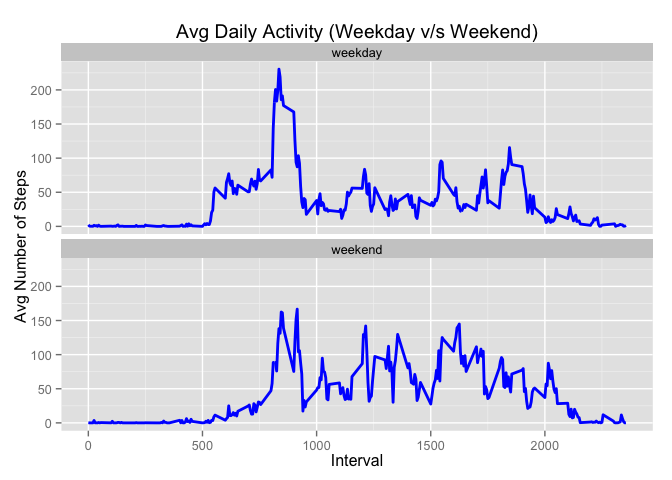 Avg Daily Activity (Weekday v/s Weekend)
weekday
200
150
100
50
0
weekend
200
150
100
50
0
Avg Number of Steps
0 500 1000 1500 2000
Interval